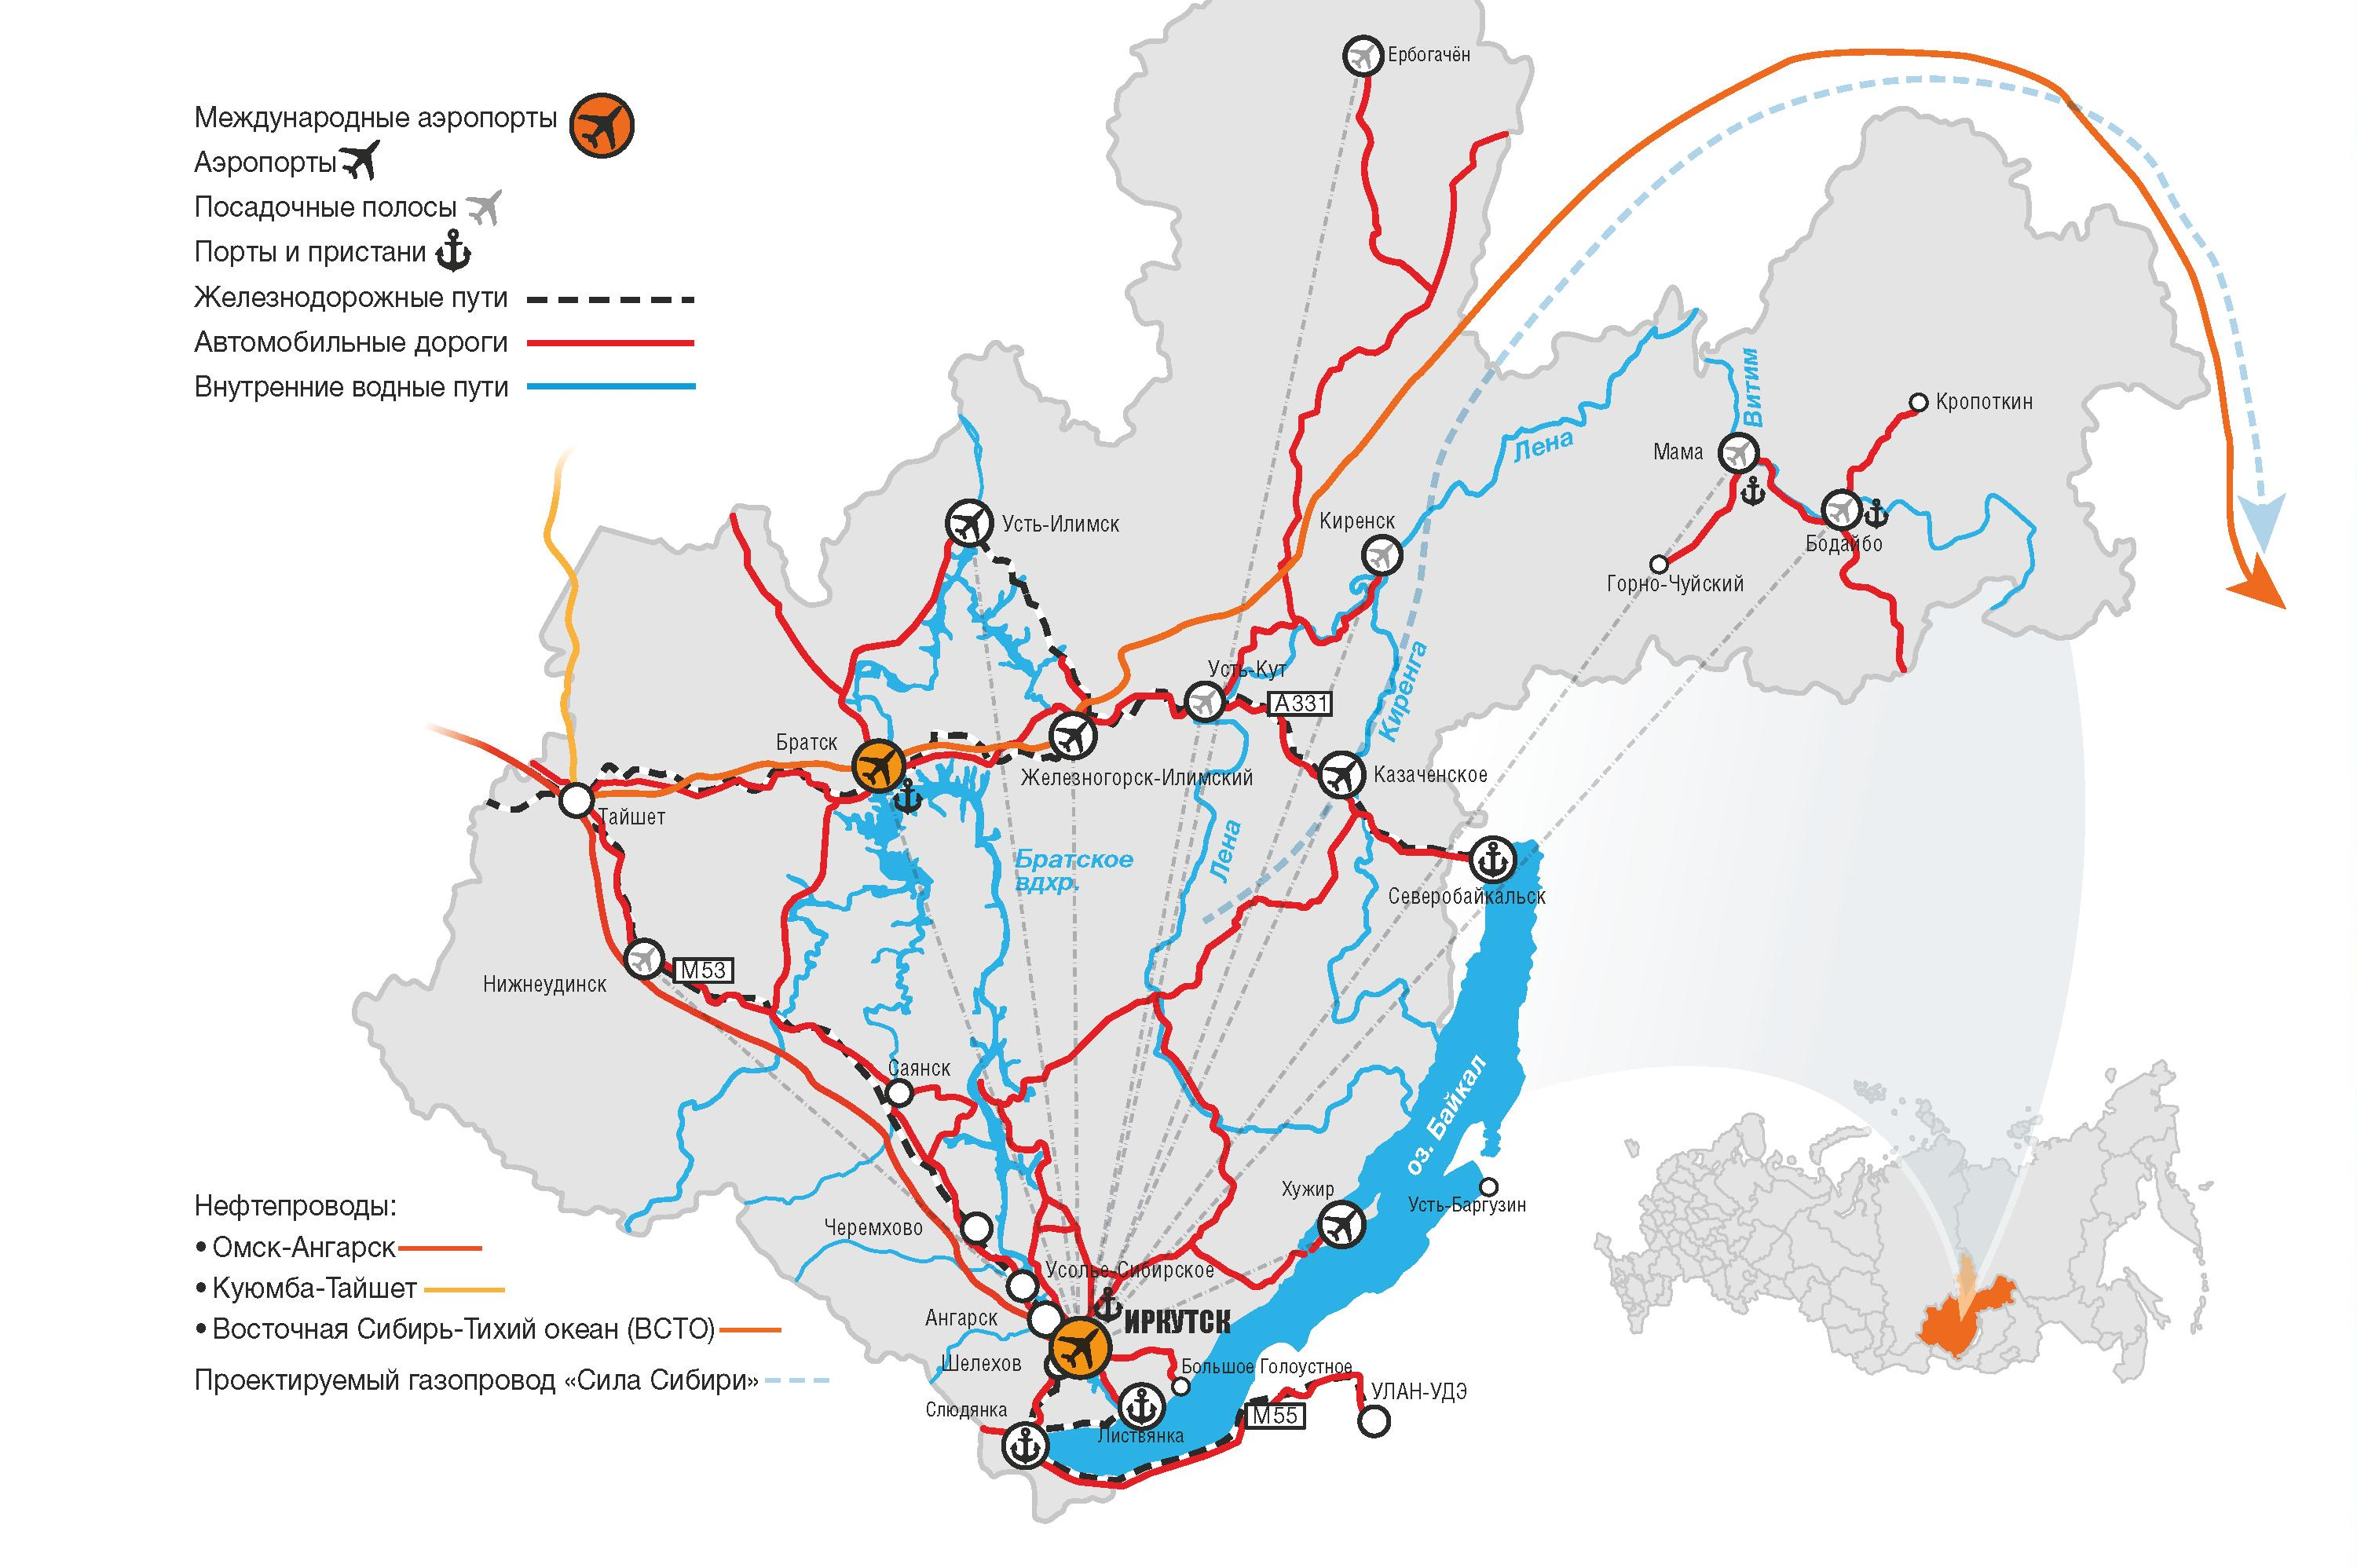 Международные аэропорты
Аэропорты
Посадочные полосы
Порты и пристани
Железнодорожные пути
Автомобильные дороги
Внутренние водные пути
Ербогачён
Витим
Кропоткин
Лена
Мама
Киренск
Усть-Илимск
Бодайбо
Горно-Чуйский
Усть-Кут
Киренга
А331
Братск
Железногорск-Илимский
Казаченское
Тайшет
Братское
вдхр.
Лена
Северобайкальск
М53
Нижнеудинск
Саянск
оз. Байкал
Хужир
Усть-Баргузин
Черемхово
Усолье-Сибирское
Ангарск
ИРКУТСК
Шелехов
Большое Голоустное
УЛАН-УДЭ
Слюдянка
М55
Листвянка
Нефтепроводы:
• Омск-Ангарск
• Куюмба-Тайшет
• Восточная Сибирь-Тихий океан (ВСТО)
Проектируемый газопровод «Сила Сибири»